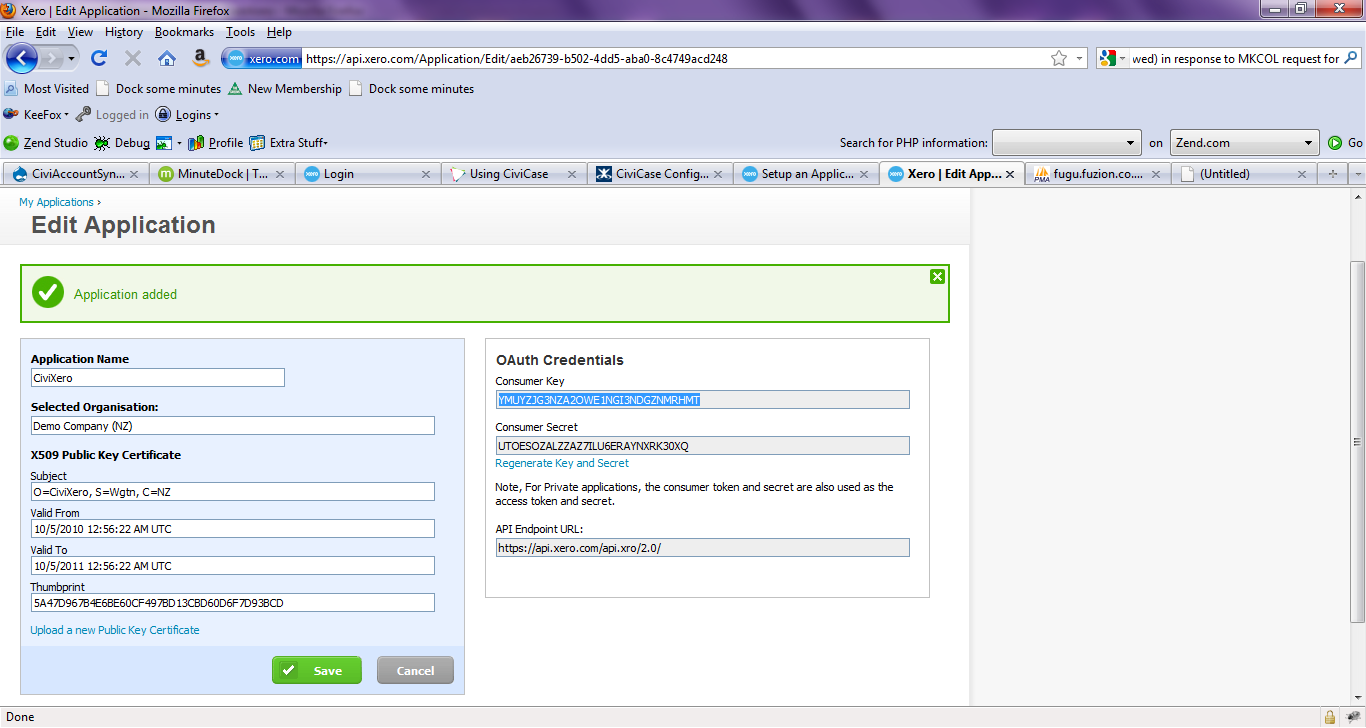 Xero | Edit Application - Mozilla Firefox
File Edit View History Bookmarks Tools Help
xero xero.com https://api.xero.com/Application/Edit/aeb26739-b502-4dd5-aba0-8c4749acd248 wed) in response to MKCOL request for
Most Visited Dock some minutes New Membership Dock some minutes
KeeFox Logged in Logins
Zend Studio Debug Profile Extra Stuff Search for PHP information: on Zend.com Go
CiviAccountSyn... MinuteDock | T... Login Using CiviCase CiviCase Config... Setup an Applic... Xero | Edit App... fugu.fuzion.co.... (Untitled)
My Applications ›
Edit Application
Application added
Application Name
CiviXero
Selected Organisation:
Demo Company (NZ)
X509 Public Key Certificate
Subject
O=CiviXero, S=Wgtn, C=NZ
Valid From
10/5/2010 12:56:22 AM UTC
Valid To
10/5/2011 12:56:22 AM UTC
Thumbprint
5A47D967B4E6BE60CF497BD13CBD60D6F7D93BCD
Upload a new Public Key Certificate
Save Cancel
OAuth Credentials
Consumer Key
YMUYZJG3NZA2OWE1NGI3NDGZNMRHMT
Consumer Secret
UTOESOZALZZAZ7ILU6ERAYNXRK30XQ
Regenerate Key and Secret
Note, For Private applications, the consumer token and secret are also used as the
access token and secret.
API Endpoint URL:
https://api.xero.com/api.xro/2.0/
Done